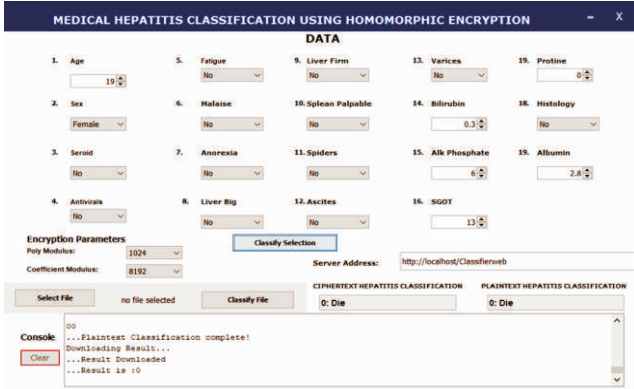 MEDICAL HEPATITIS CLASSIFICATION USING HOMOMORPHIC ENCRYPTION – X
DATA
1. Age 5. Fatigue 9. Liver Firm 13. Varices 19. Protine
19 No No No 0
2. Sex 6. Malaise 10. Splean Palpable 14. Bilirubin 18. Histology
Female No No 0.3 No
3. Seroid 7. Anorexia 11. Spiders 15. Alk Phosphate 19. Albumin
No No No 6 2.8
4. Antivirals 8. Liver Big 12. Ascites 16. SGOT
No No No 13
Encryption Parameters Classify Selection
Poly Modulus: 1024
Server Address: http://localhost/Classifierweb
Coefficient Modulus: 8192
CIPHERTEXT HEPATITIS CLASSIFICATION PLAINTEXT HEPATITIS CLASSIFICATION
Select File no file selected Classify File 0: Die 0: Die
00
Console ...Plaintext Classification complete!
Downloading Result...
Clear ...Result Downloaded
...Result is :0